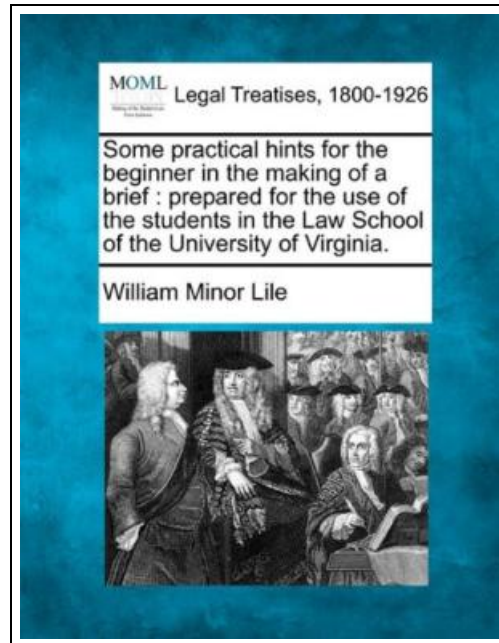 MOML
Legal Treatises, 1800-1926
Some practical hints for the
beginner in the making of a
brief : prepared for the use of
the students in the Law School
of the University of Virginia.
William Minor Lile